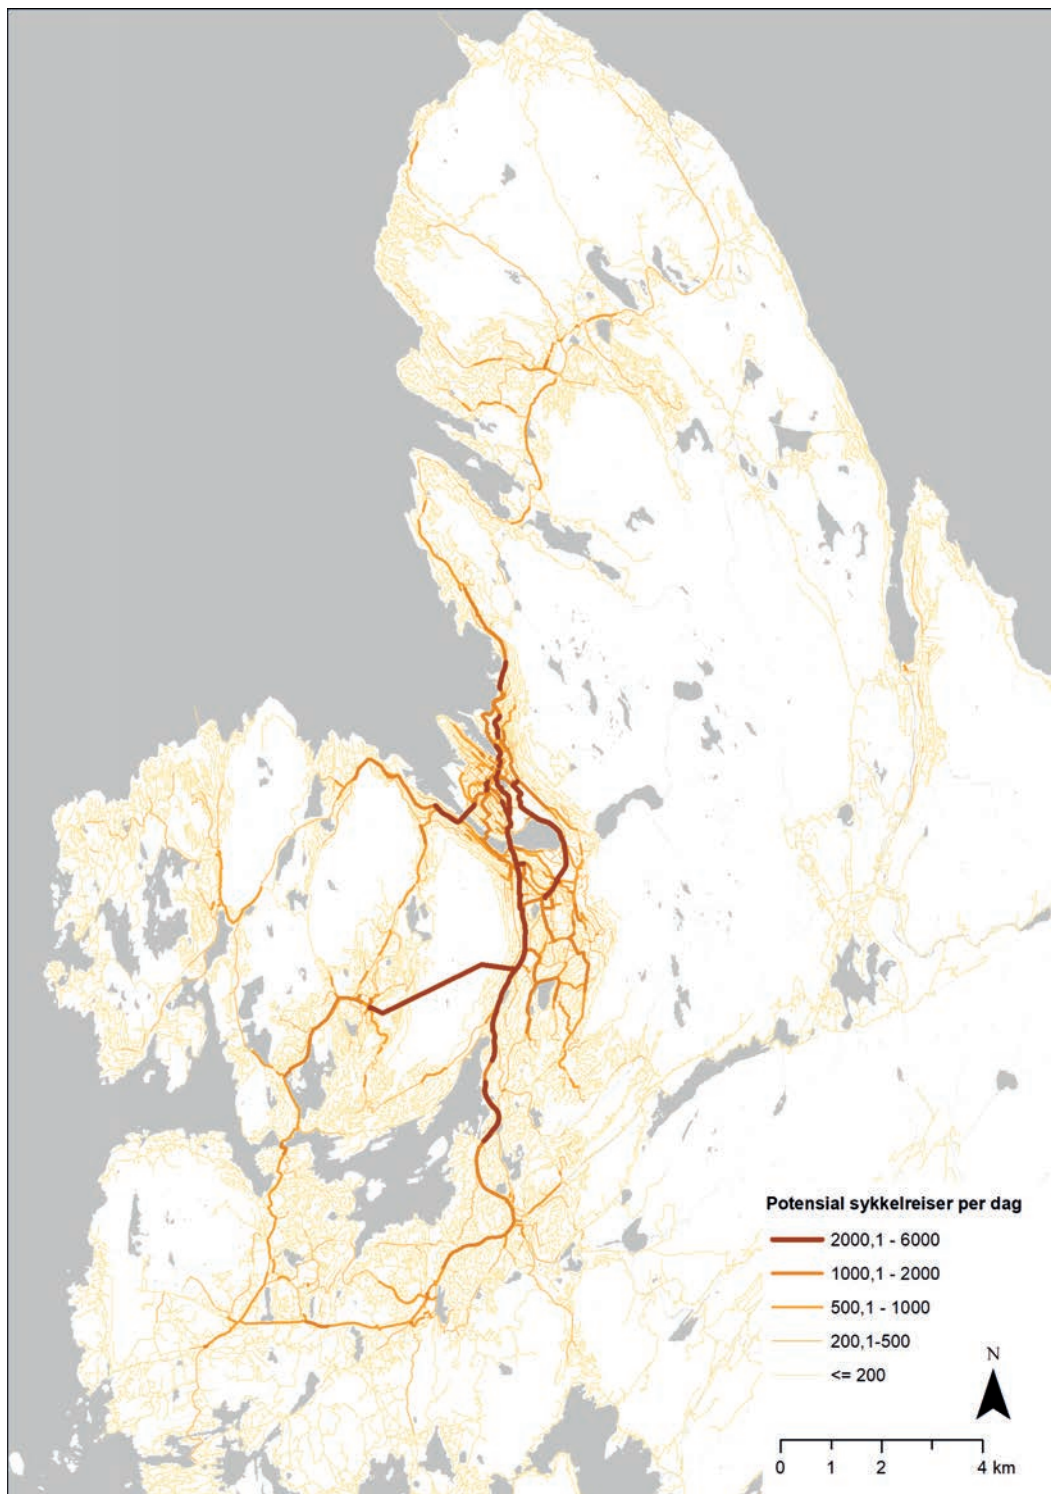 Potensial sykkelreiser per dag
2000,1 - 6000
1000,1 - 2000
500,1 - 1000
200,1-500
<= 200
N
0 1 2 4 km